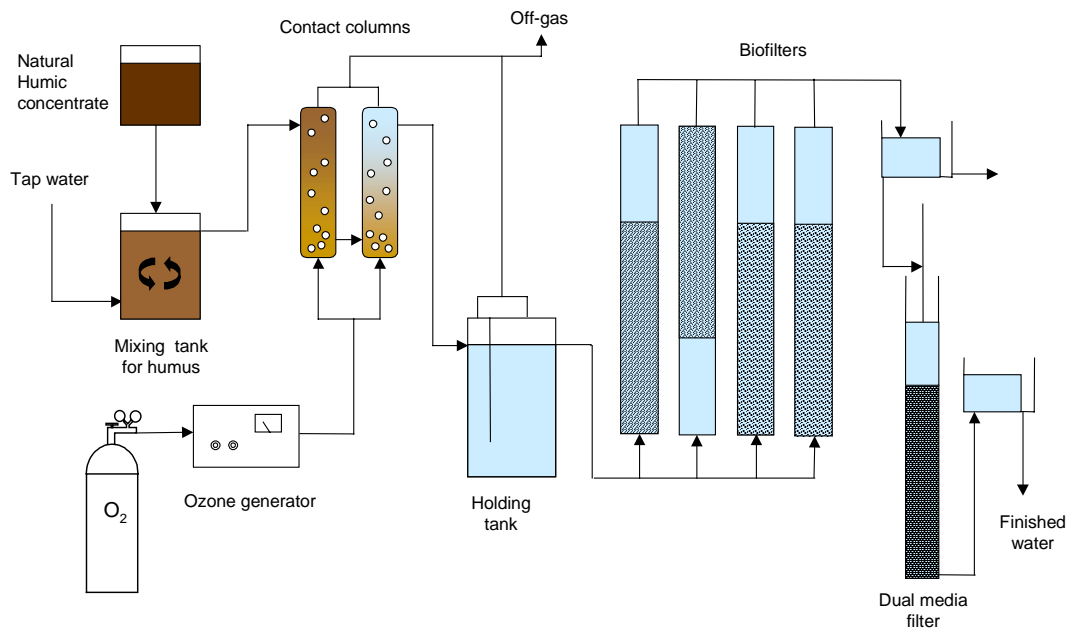 Off-gas
Contact columns
Biofilters
Natural
Humic
concentrate
Tap water
Mixing tank
for humus
O2
Ozone generator
Holding
tank
Finished
water
Dual media
filter